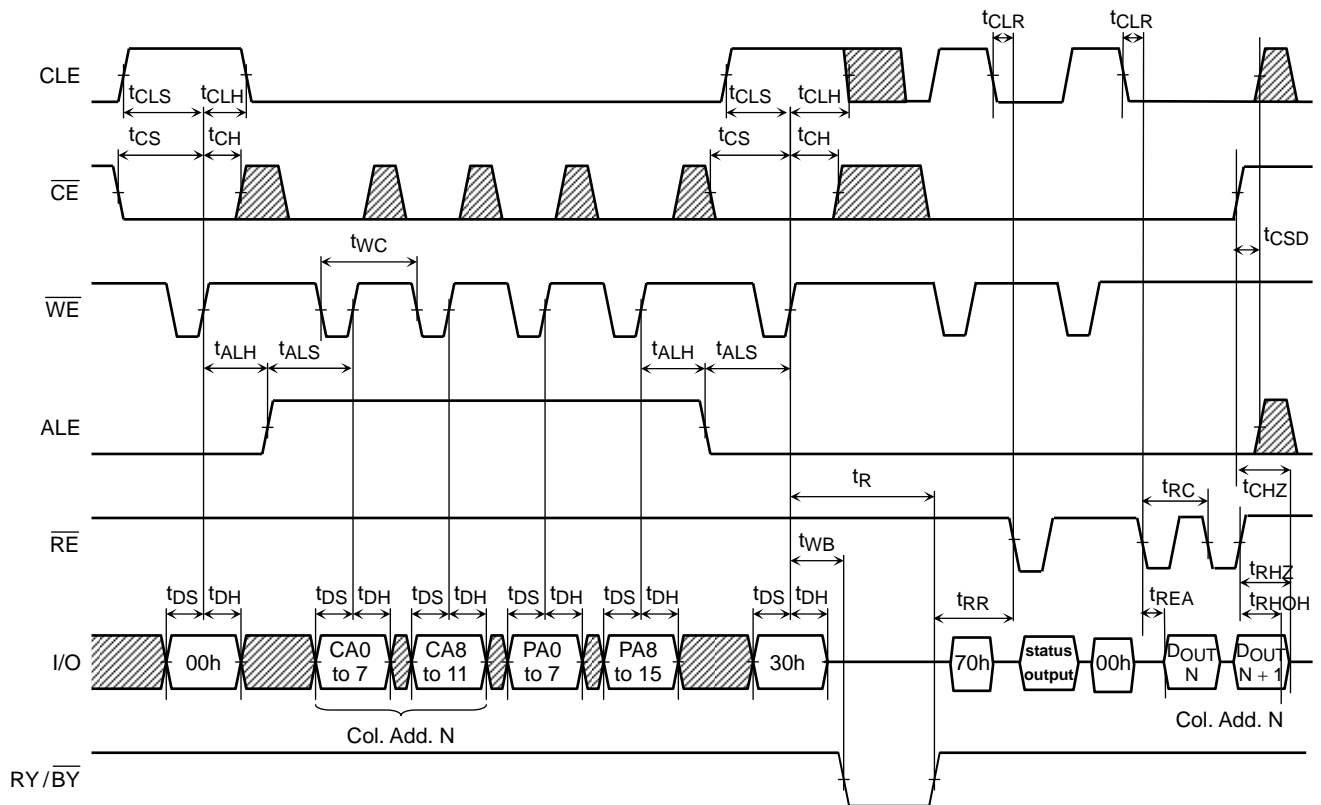 tCLR tCLR
CLE
tCLS tCLH tCLS tCLH
tCS tCH tCS tCH
CE
tCSD
tWC
WE
tALH tALS tALH tALS
ALE
tR
tRC tCHZ
RE
tWB
tRHZ
tDS tDH tDS tDH tDS tDH tDS tDH tDS tDH tDS tDH tRR tREA tRHOH
I/O
00h
CA0 to 7
CA8 to 11
PA0 to 7
PA8 to 15
30h
70h
status output
00h
DOUT N
DOUT N + 1
Col. Add. N
Col. Add. N
RY/BY